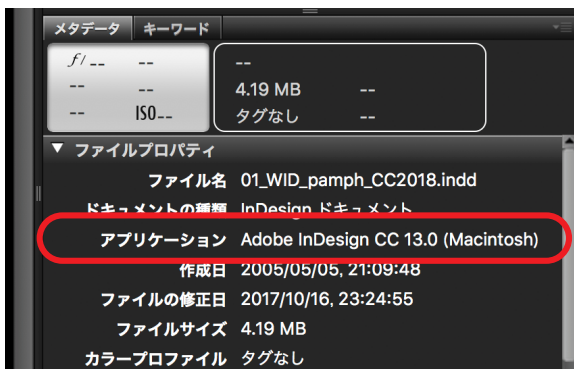 メタデータ キーワード
f/ -- --
-- --
-- ISO--
--
4.19 MB --
タグなし --
▼ ファイルプロパティ
ファイル名 01_WID_pamph_CC2018.indd
ドキュメントの種類 InDesign ドキュメント
アプリケーション Adobe InDesign CC 13.0 (Macintosh)
作成日 2005/05/05, 21:09:48
ファイルの修正日 2017/10/16, 23:24:55
ファイルサイズ 4.19 MB
カラープロファイル タグなし